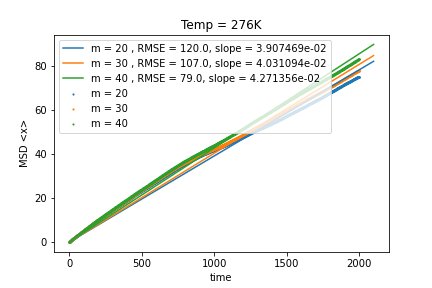 Temp = 276K
m = 20 , RMSE = 120.0, slope = 3.907469e-02
m = 30 , RMSE = 107.0, slope = 4.031094e-02
m = 40 , RMSE = 79.0, slope = 4.271356e-02
m = 20
m = 30
m = 40
80
60
40
20
0
MSD <x>
0
500
1000
1500
2000
time